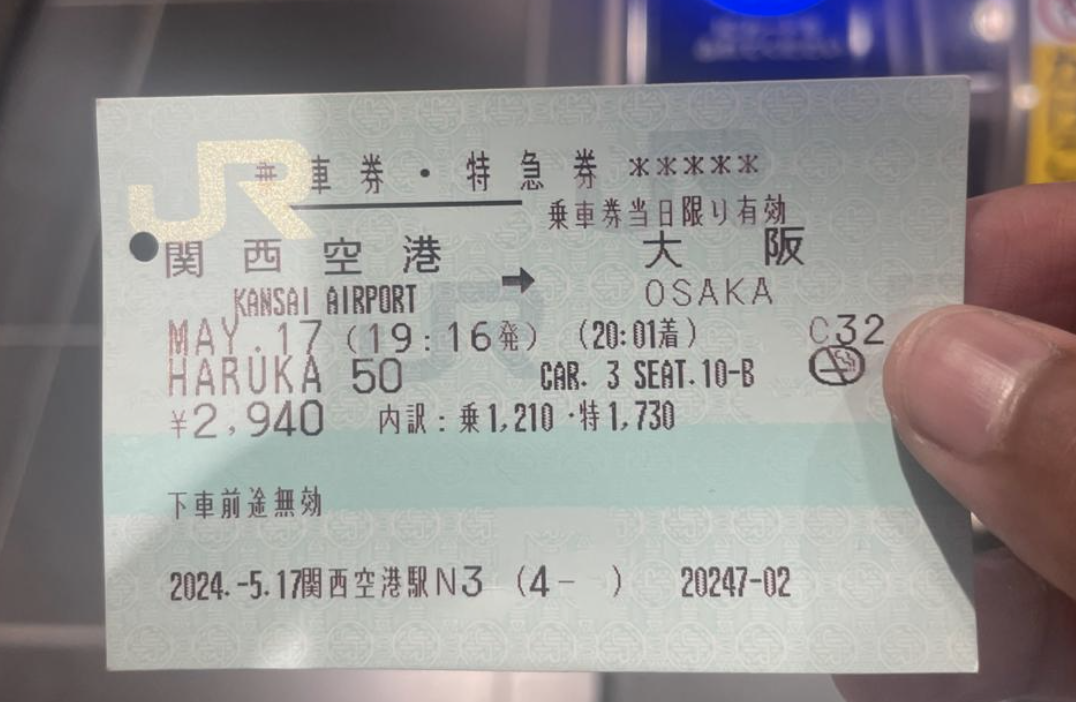 JR
乗車券・特急券 *****
乗車券当日限り有効
関西空港 → 大阪
KANSAI AIRPORT OSAKA
MAY.17 (19:16発) (20:01着) C32
HARUKA 50 CAR. 3 SEAT.10-B
¥2,940 内訳:乗1,210・特1,730
下車前途無効
2024.-5.17関西空港駅N3 (4- ) 20247-02